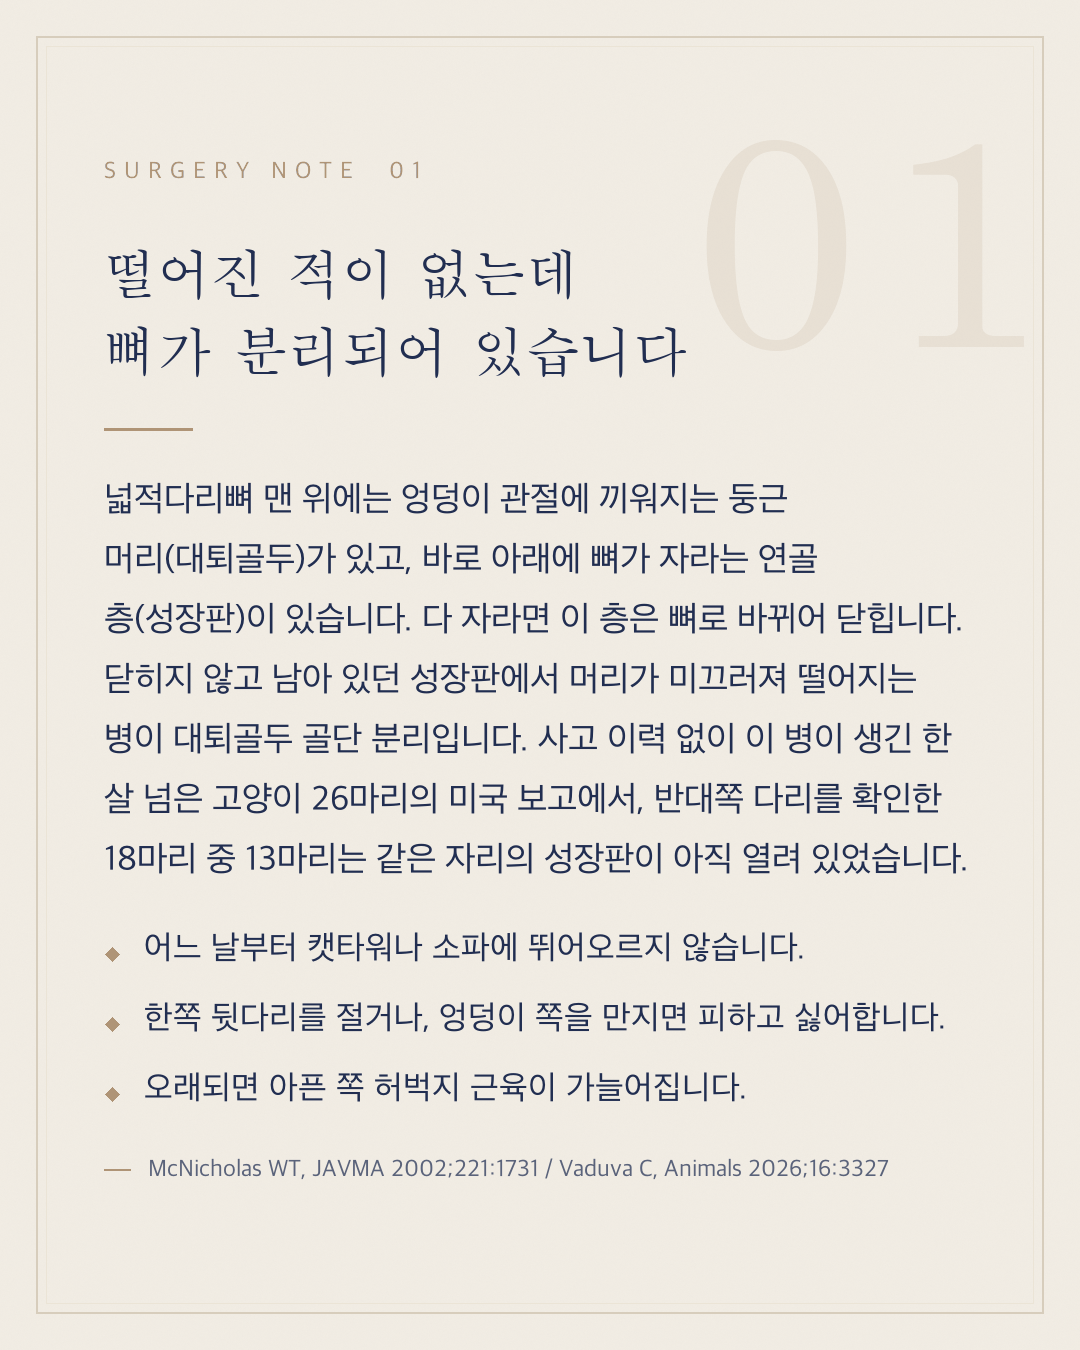 SURGERY NOTE 01
01
떨어진 적이 없는데
뼈가 분리되어 있습니다
넓적다리뼈 맨 위에는 엉덩이 관절에 끼워지는 둥근
머리(대퇴골두)가 있고, 바로 아래에 뼈가 자라는 연골
층(성장판)이 있습니다. 다 자라면 이 층은 뼈로 바뀌어 닫힙니다.
닫히지 않고 남아 있던 성장판에서 머리가 미끄러져 떨어지는
병이 대퇴골두 골단 분리입니다. 사고 이력 없이 이 병이 생긴 한
살 넘은 고양이 26마리의 미국 보고에서, 반대쪽 다리를 확인한
18마리 중 13마리는 같은 자리의 성장판이 아직 열려 있었습니다.
◆ 어느 날부터 캣타워나 소파에 뛰어오르지 않습니다.
◆ 한쪽 뒷다리를 절거나, 엉덩이 쪽을 만지면 피하고 싫어합니다.
◆ 오래되면 아픈 쪽 허벅지 근육이 가늘어집니다.
— McNicholas WT, JAVMA 2002;221:1731 / Vaduva C, Animals 2026;16:3327